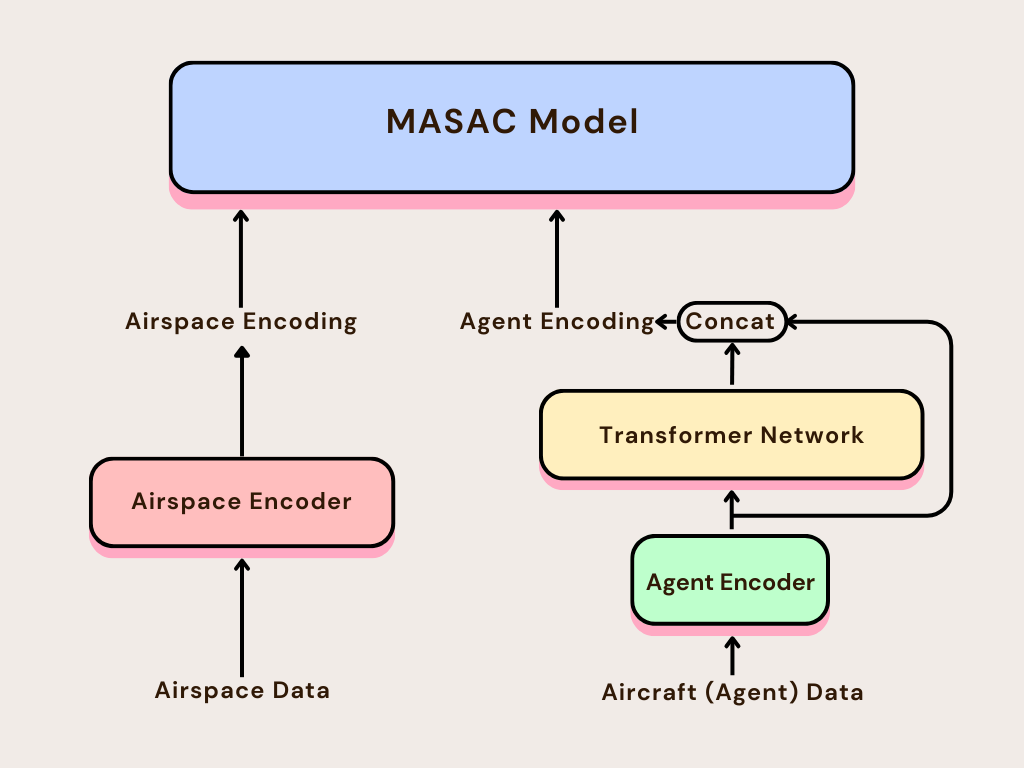 MASAC Model
Airspace Encoding
Agent Encoding
Concat
Transformer Network
Airspace Encoder
Agent Encoder
Airspace Data
Aircraft (Agent) Data